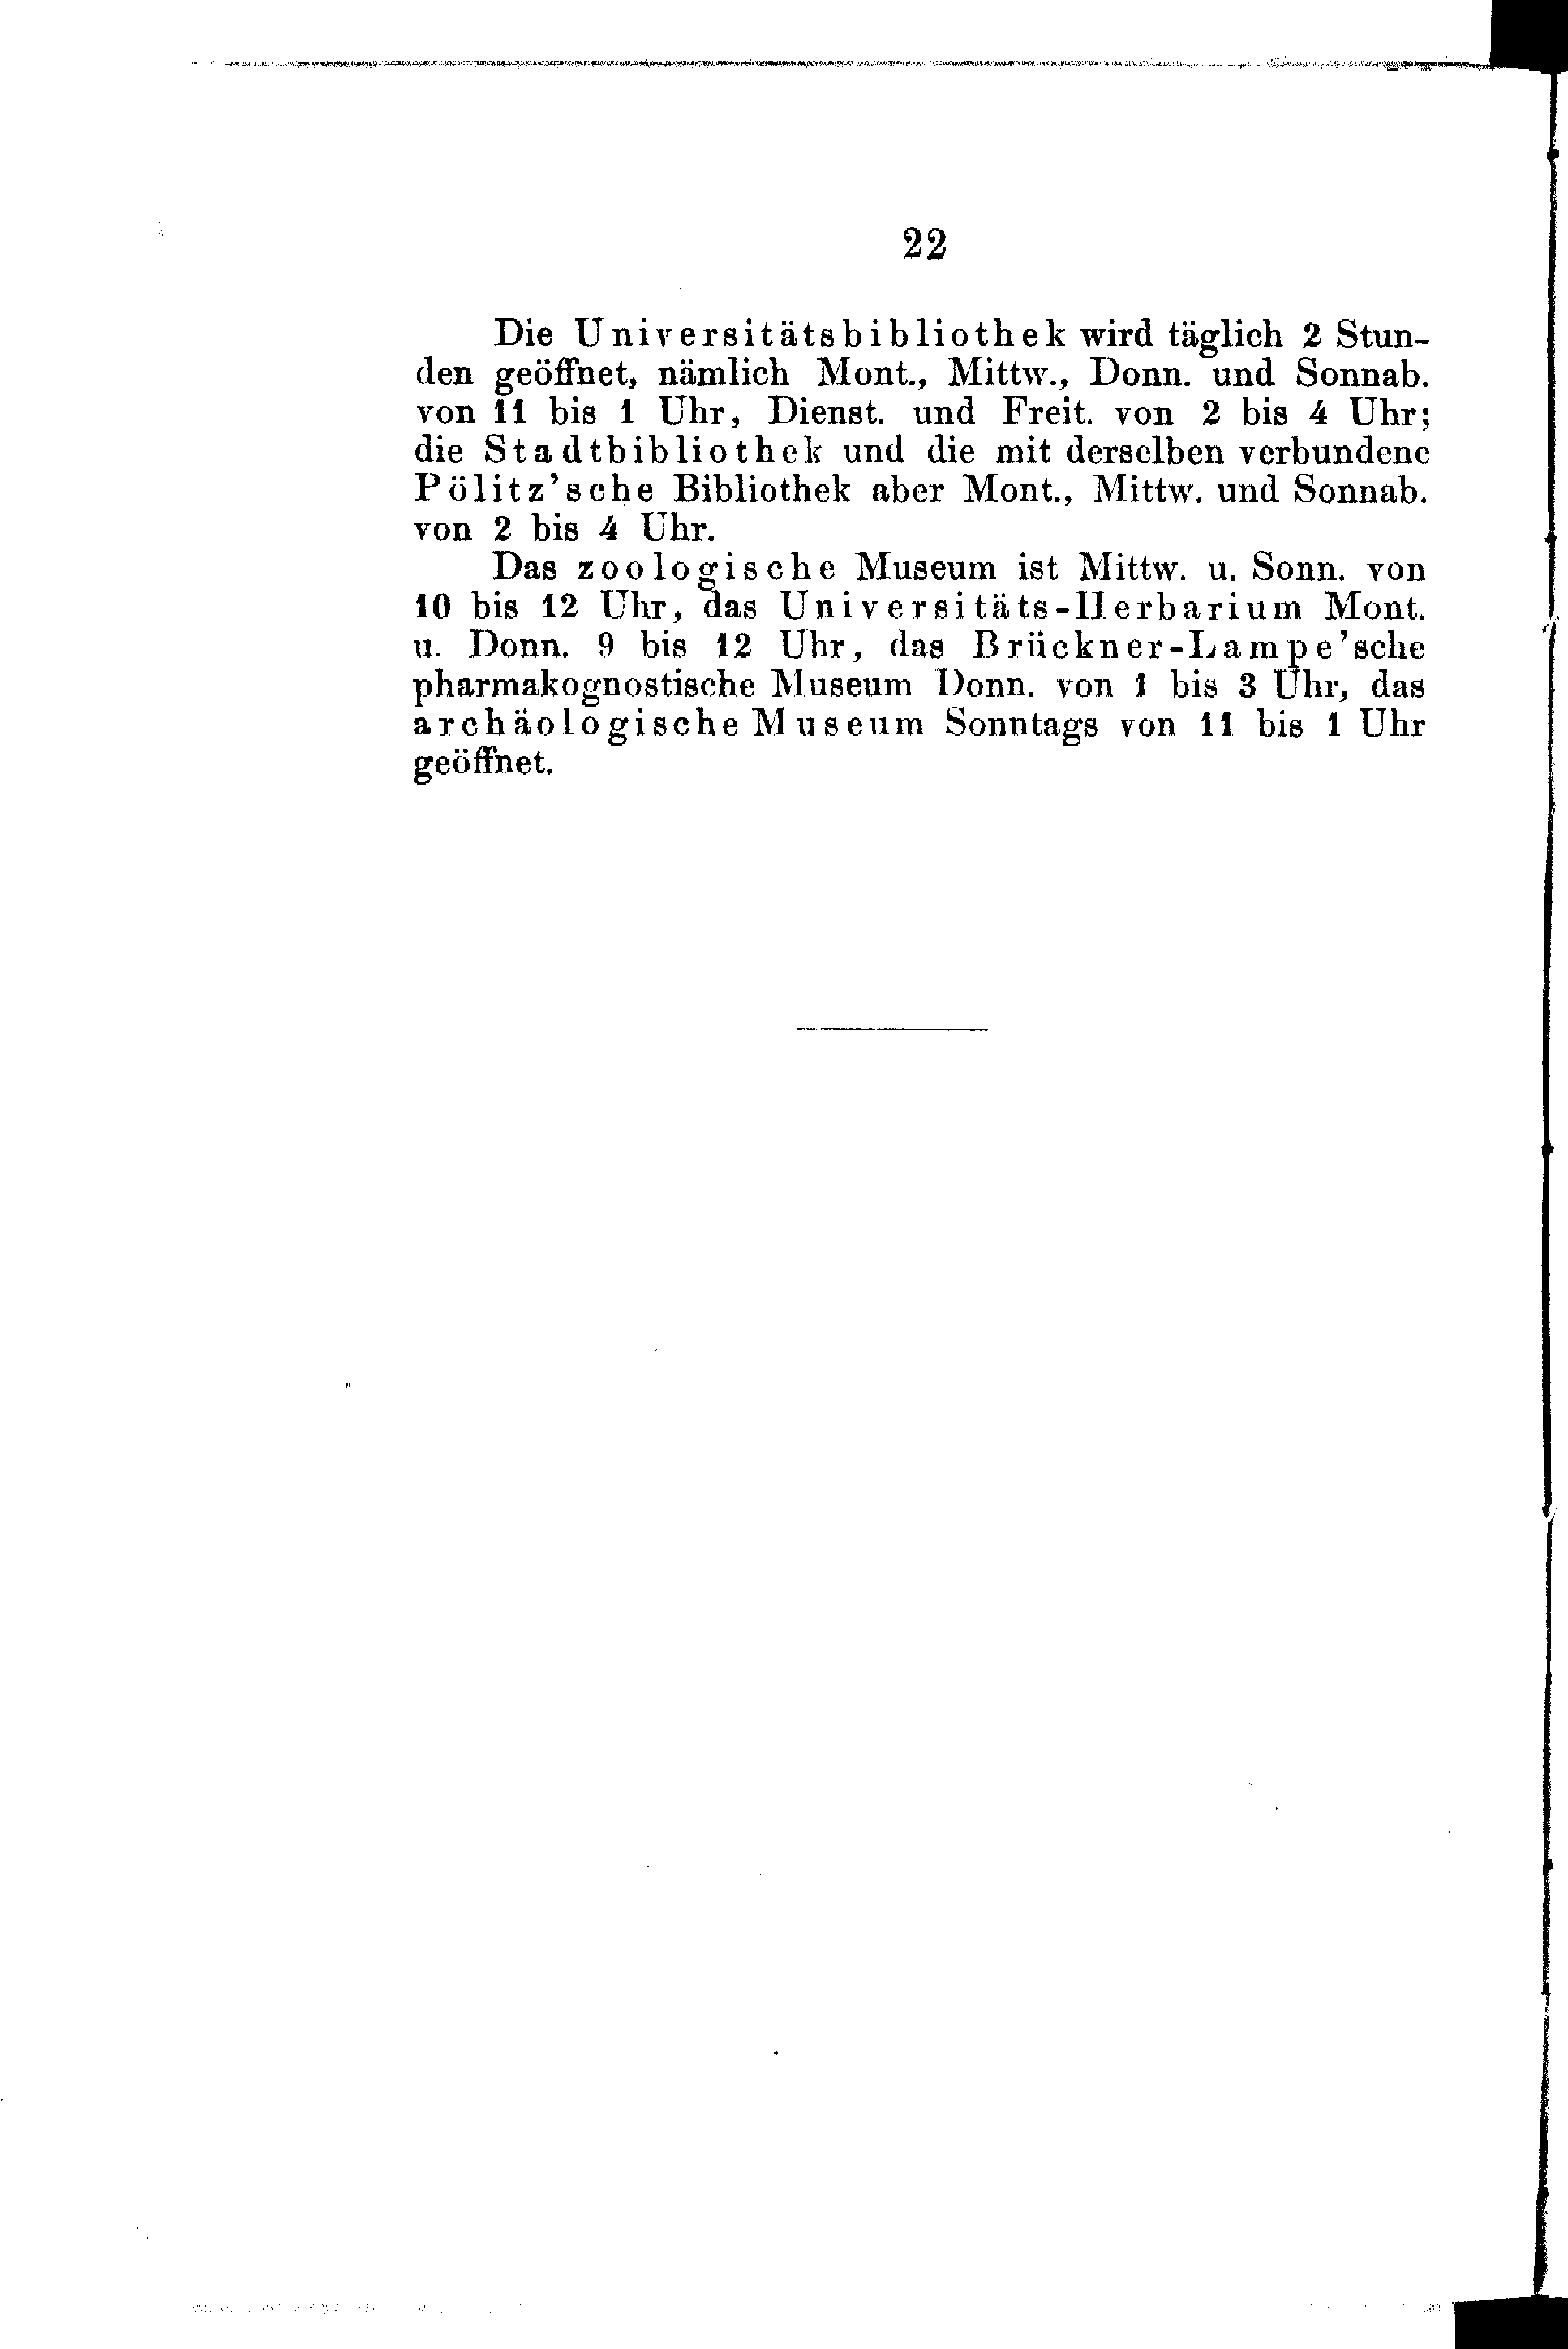 22
Die Universitätsbibliothek wird täglich 2 Stun-
den geöffnet, nämlich Mont., Mittw., Donn. und Sonnab.
von 11 bis 1 Uhr, Dienst. und Freit. von 2 bis 4 Uhr;
die Stadtbibliothek und die mit derselben verbundene
Pölitz'sche Bibliothek aber Mont., Mittw. und Sonnab.
von 2 bis 4 Uhr.
Das zoologische Museum ist Mittw. u. Sonn. von
10 bis 12 Uhr, das Universitäts-Herbarium Mont.
u. Donn. 9 bis 12 Uhr, das Brückner-Lampe'sche
pharmakognostische Museum Donn. von 1 bis 3 Uhr, das
archäologische Museum Sonntags von 11 bis 1 Uhr
geöffnet.